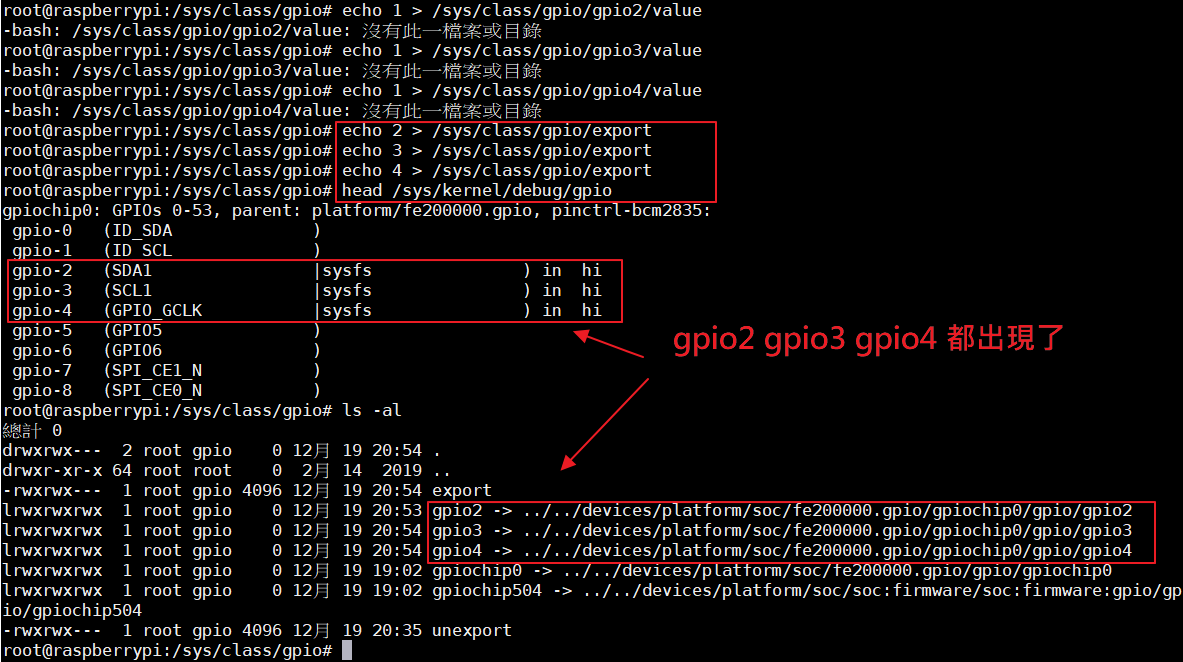 root@raspberrypi:/sys/class/gpio# echo 1 > /sys/class/gpio/gpio2/value
-bash: /sys/class/gpio/gpio2/value: 沒有此一檔案或目錄
root@raspberrypi:/sys/class/gpio# echo 1 > /sys/class/gpio/gpio3/value
-bash: /sys/class/gpio/gpio3/value: 沒有此一檔案或目錄
root@raspberrypi:/sys/class/gpio# echo 1 > /sys/class/gpio/gpio4/value
-bash: /sys/class/gpio/gpio4/value: 沒有此一檔案或目錄
root@raspberrypi:/sys/class/gpio# echo 2 > /sys/class/gpio/export
root@raspberrypi:/sys/class/gpio# echo 3 > /sys/class/gpio/export
root@raspberrypi:/sys/class/gpio# echo 4 > /sys/class/gpio/export
root@raspberrypi:/sys/class/gpio# head /sys/kernel/debug/gpio
gpiochip0: GPIOs 0-53, parent: platform/fe200000.gpio, pinctrl-bcm2835:
 gpio-0   (ID_SDA              )
 gpio-1   (ID_SCL              )
 gpio-2   (SDA1                |sysfs               ) in  hi
 gpio-3   (SCL1                |sysfs               ) in  hi
 gpio-4   (GPIO_GCLK           |sysfs               ) in  hi
 gpio-5   (GPIO5               )
gpio2 gpio3 gpio4 都出現了
 gpio-6   (GPIO6               )
 gpio-7   (SPI_CE1_N           )
 gpio-8   (SPI_CE0_N           )
root@raspberrypi:/sys/class/gpio# ls -al
總計 0
drwxrwx---  2 root gpio    0 12月 19 20:54 .
drwxr-xr-x 64 root root    0  2月 14  2019 ..
-rwxrwx---  1 root gpio 4096 12月 19 20:54 export
lrwxrwxrwx  1 root gpio    0 12月 19 20:53 gpio2 -> ../../devices/platform/soc/fe200000.gpio/gpiochip0/gpio/gpio2
lrwxrwxrwx  1 root gpio    0 12月 19 20:54 gpio3 -> ../../devices/platform/soc/fe200000.gpio/gpiochip0/gpio/gpio3
lrwxrwxrwx  1 root gpio    0 12月 19 20:54 gpio4 -> ../../devices/platform/soc/fe200000.gpio/gpiochip0/gpio/gpio4
lrwxrwxrwx  1 root gpio    0 12月 19 19:02 gpiochip0 -> ../../devices/platform/soc/fe200000.gpio/gpio/gpiochip0
lrwxrwxrwx  1 root gpio    0 12月 19 19:02 gpiochip504 -> ../../devices/platform/soc/soc:firmware/soc:firmware:gpio/gp
io/gpiochip504
-rwxrwx---  1 root gpio 4096 12月 19 20:35 unexport
root@raspberrypi:/sys/class/gpio#